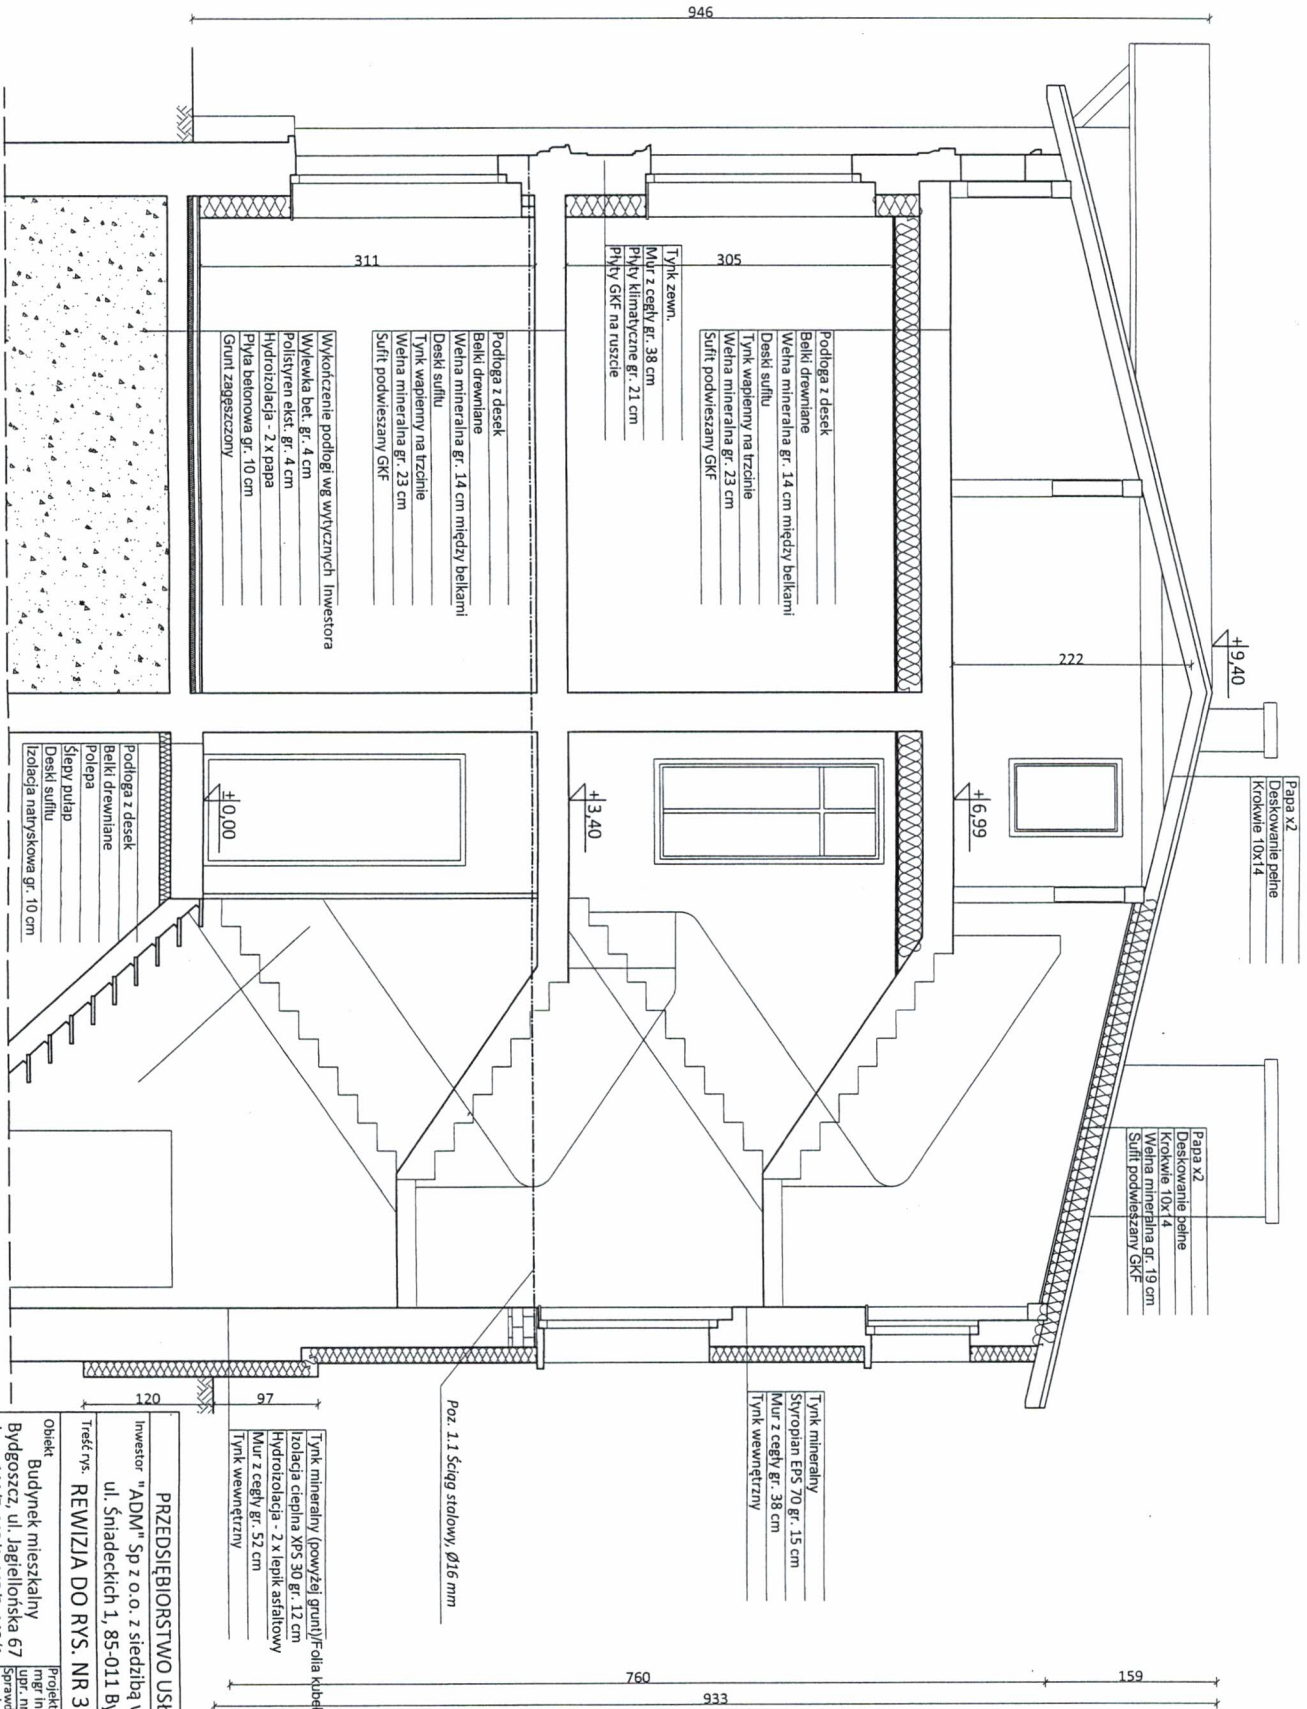 946
+9,40
222
Papa x2
Deskowanie pełne
Krokwie 10x14
Papa x2
Deskowanie pełne
Krokwie 10x14
Wełna mineralna gr. 19 cm
Sufit podwieszany GKF
+6,99
305
Podłoga z desek
Belki drewniane
Wełna mineralna gr. 14 cm między belkami
Deski sufitu
Tynk wapienny na trzcinie
Wełna mineralna gr. 23 cm
Sufit podwieszany GKF
Tynk zewn.
Mur z cegły gr. 38 cm
Płyty klimatyczne gr. 21 cm
Płyty GKF na ruszcie
+3,40
Tynk mineralny
Styropian EPS 70 gr. 15 cm
Mur z cegły gr. 38 cm
Tynk wewnętrzny
311
Podłoga z desek
Belki drewniane
Wełna mineralna gr. 14 cm między belkami
Deski sufitu
Tynk wapienny na trzcinie
Wełna mineralna gr. 23 cm
Sufit podwieszany GKF
Wykończenie podłogi wg wytycznych Inwestora
Wylewka bet. gr. 4 cm
Polistyren ekst. gr. 4 cm
Hydroizolacja - 2 x papa
Płyta betonowa gr. 10 cm
Grunt zagęszczony
±0,00
Poz. 1.1 Ściąg stalowy, Ø16 mm
Tynk mineralny (powyżej grunt)/Folia kubeł
Izolacja cieplna XPS 30 gr. 12 cm
Hydroizolacja - 2 x lepik asfaltowy
Mur z cegły gr. 52 cm
Tynk wewnętrzny
Podłoga z desek
Belki drewniane
Polepa
Ślepy pułap
Deski sufitu
Izolacja natryskowa gr. 10 cm
97
120
159
760
933
PRZEDSIĘBIORSTWO USŁ
Inwestor "ADM" Sp z o.o. z siedzibą w
ul. Śniadeckich 1, 85-011 By
Treść rys. REWIZJA DO RYS. NR 3
Obiekt
Budynek mieszkalny
Bydgoszcz, ul. Jagiellońska 67
Projekt
mgr in
upr. nr